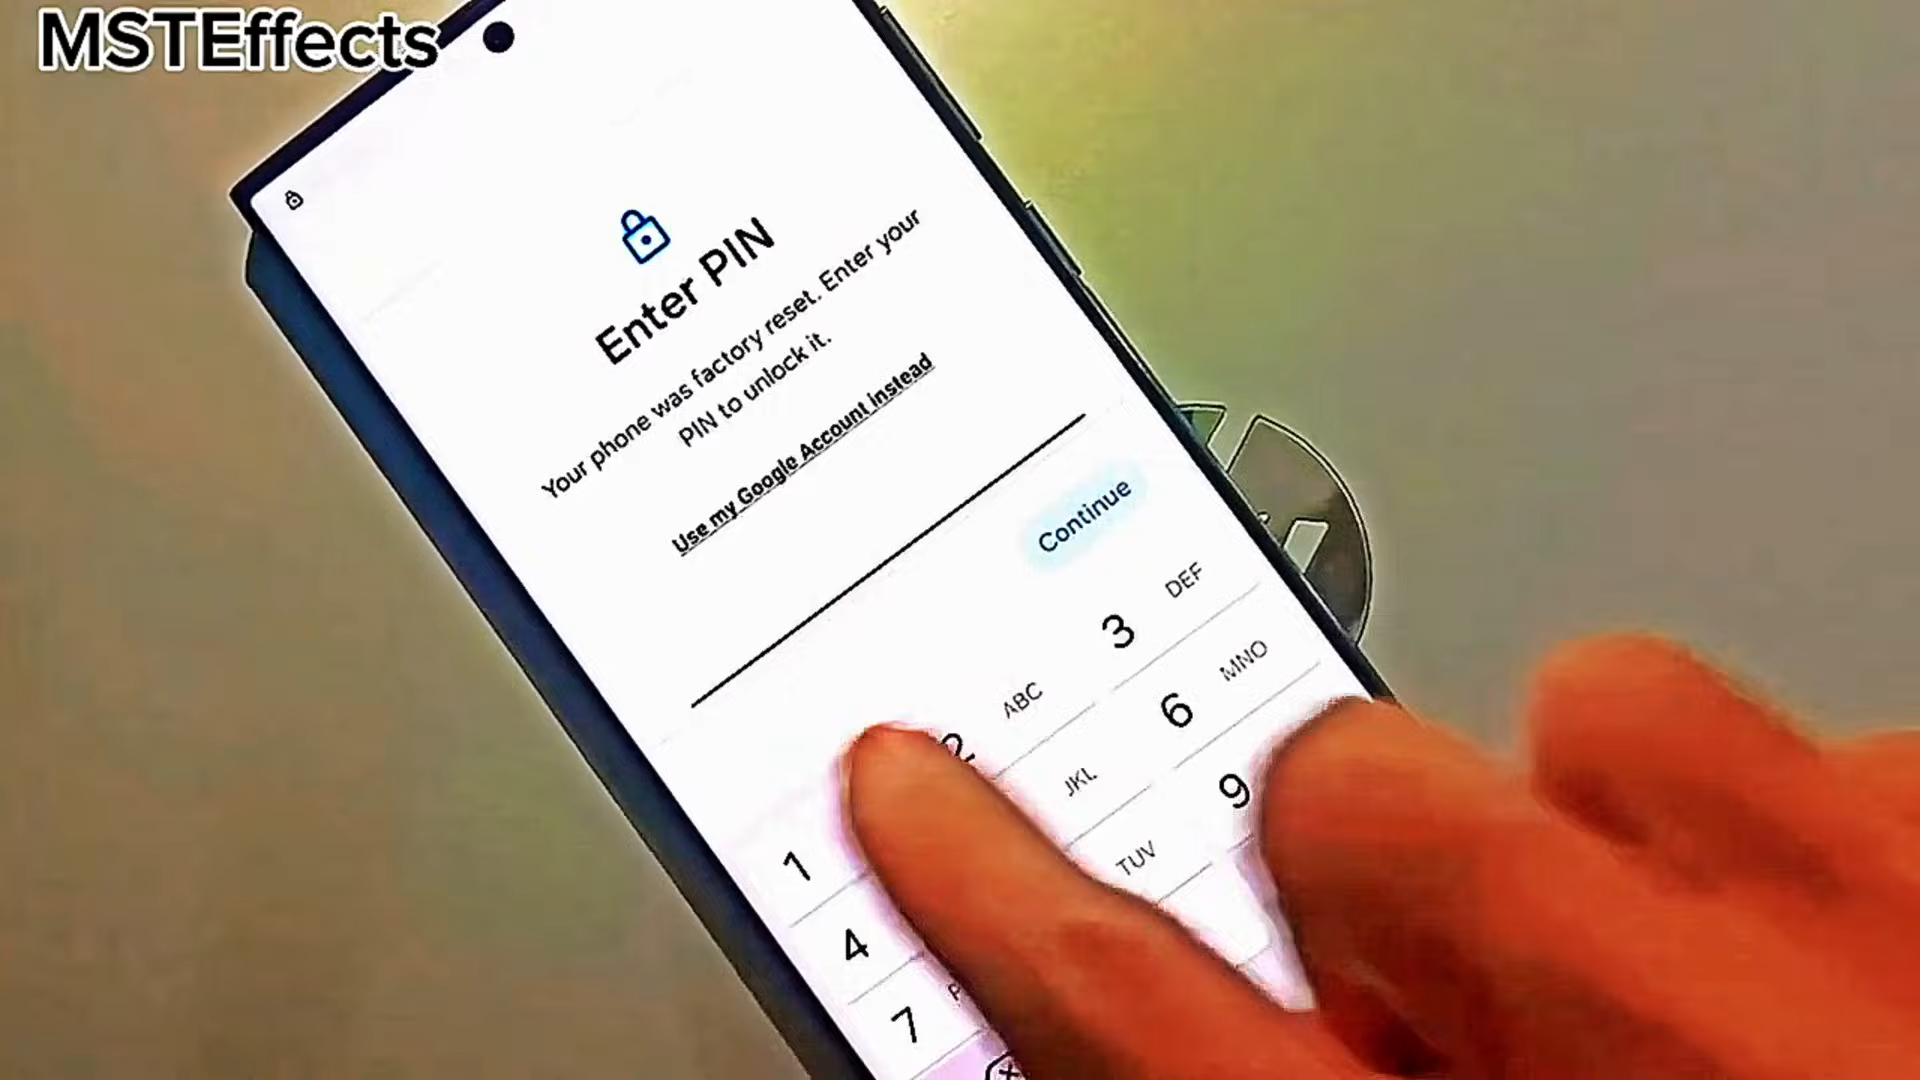 MSTEffects
Enter PIN
Your phone was factory reset. Enter your
PIN to unlock it.
Use my Google Account instead
Continue
1
2 ABC
3 DEF
4
JKL
6 MNO
7 P
TUV
9